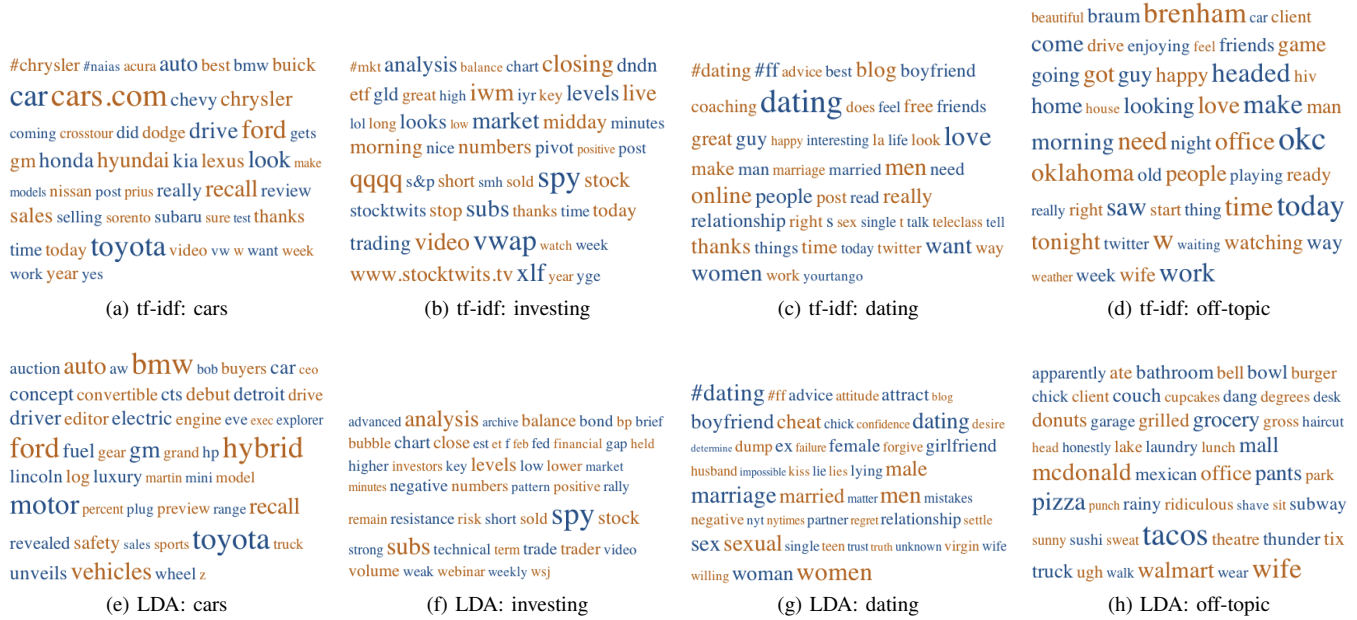 #chrysler #naias acura auto best bmw buick
car cars.com chevy chrysler
coming crosstour did dodge drive ford gets
gm honda hyundai kia lexus look make
models nissan post prius really recall review
sales selling sorento subaru sure test thanks
time today toyota video vw w want week
work year yes
(a) tf-idf: cars
#mkt analysis balance chart closing dndn
etf gld great high iwm iyr key levels live
lol long looks low market midday minutes
morning nice numbers pivot positive post
qqqq s&p short smh sold spy stock
stocktwits stop subs thanks time today
trading video vwap watch week
www.stocktwits.tv xlf year yge
(b) tf-idf: investing
#dating #ff advice best blog boyfriend
coaching dating does feel free friends
great guy happy interesting la life look love
make man marriage married men need
online people post read really
relationship right s sex single t talk teleclass tell
thanks things time today twitter want way
women work yourtango
(c) tf-idf: dating
beautiful braum brenham car client
come drive enjoying feel friends game
going got guy happy headed hiv
home house looking love make man
morning need night office okc
oklahoma old people playing ready
really right saw start thing time today
tonight twitter w waiting watching way
weather week wife work
(d) tf-idf: off-topic
auction auto aw bmw bob buyers car ceo
concept convertible cts debut detroit drive
driver editor electric engine eve exec explorer
ford fuel gear gm grand hp hybrid
lincoln log luxury martin mini model
motor percent plug preview range recall
revealed safety sales sports toyota truck
unveils vehicles wheel z
(e) LDA: cars
advanced analysis archive balance bond bp brief
bubble chart close est et f feb fed financial gap held
higher investors key levels low lower market
minutes negative numbers pattern positive rally
remain resistance risk short sold spy stock
strong subs technical term trade trader video
volume weak webinar weekly wsj
(f) LDA: investing
#dating #ff advice attitude attract blog
boyfriend cheat chick confidence dating desire
determine dump ex failure female forgive girlfriend
husband impossible kiss lie lies lying male
marriage married matter men mistakes
negative nyt nytimes partner regret relationship settle
sex sexual single teen trust truth unknown virgin wife
willing woman women
(g) LDA: dating
apparently ate bathroom bell bowl burger
chick client couch cupcakes dang degrees desk
donuts garage grilled grocery gross haircut
head honestly lake laundry lunch mall
mcdonald mexican office pants park
pizza punch rainy ridiculous shave sit subway
sunny sushi sweat tacos theatre thunder tix
truck ugh walk walmart wear wife
(h) LDA: off-topic